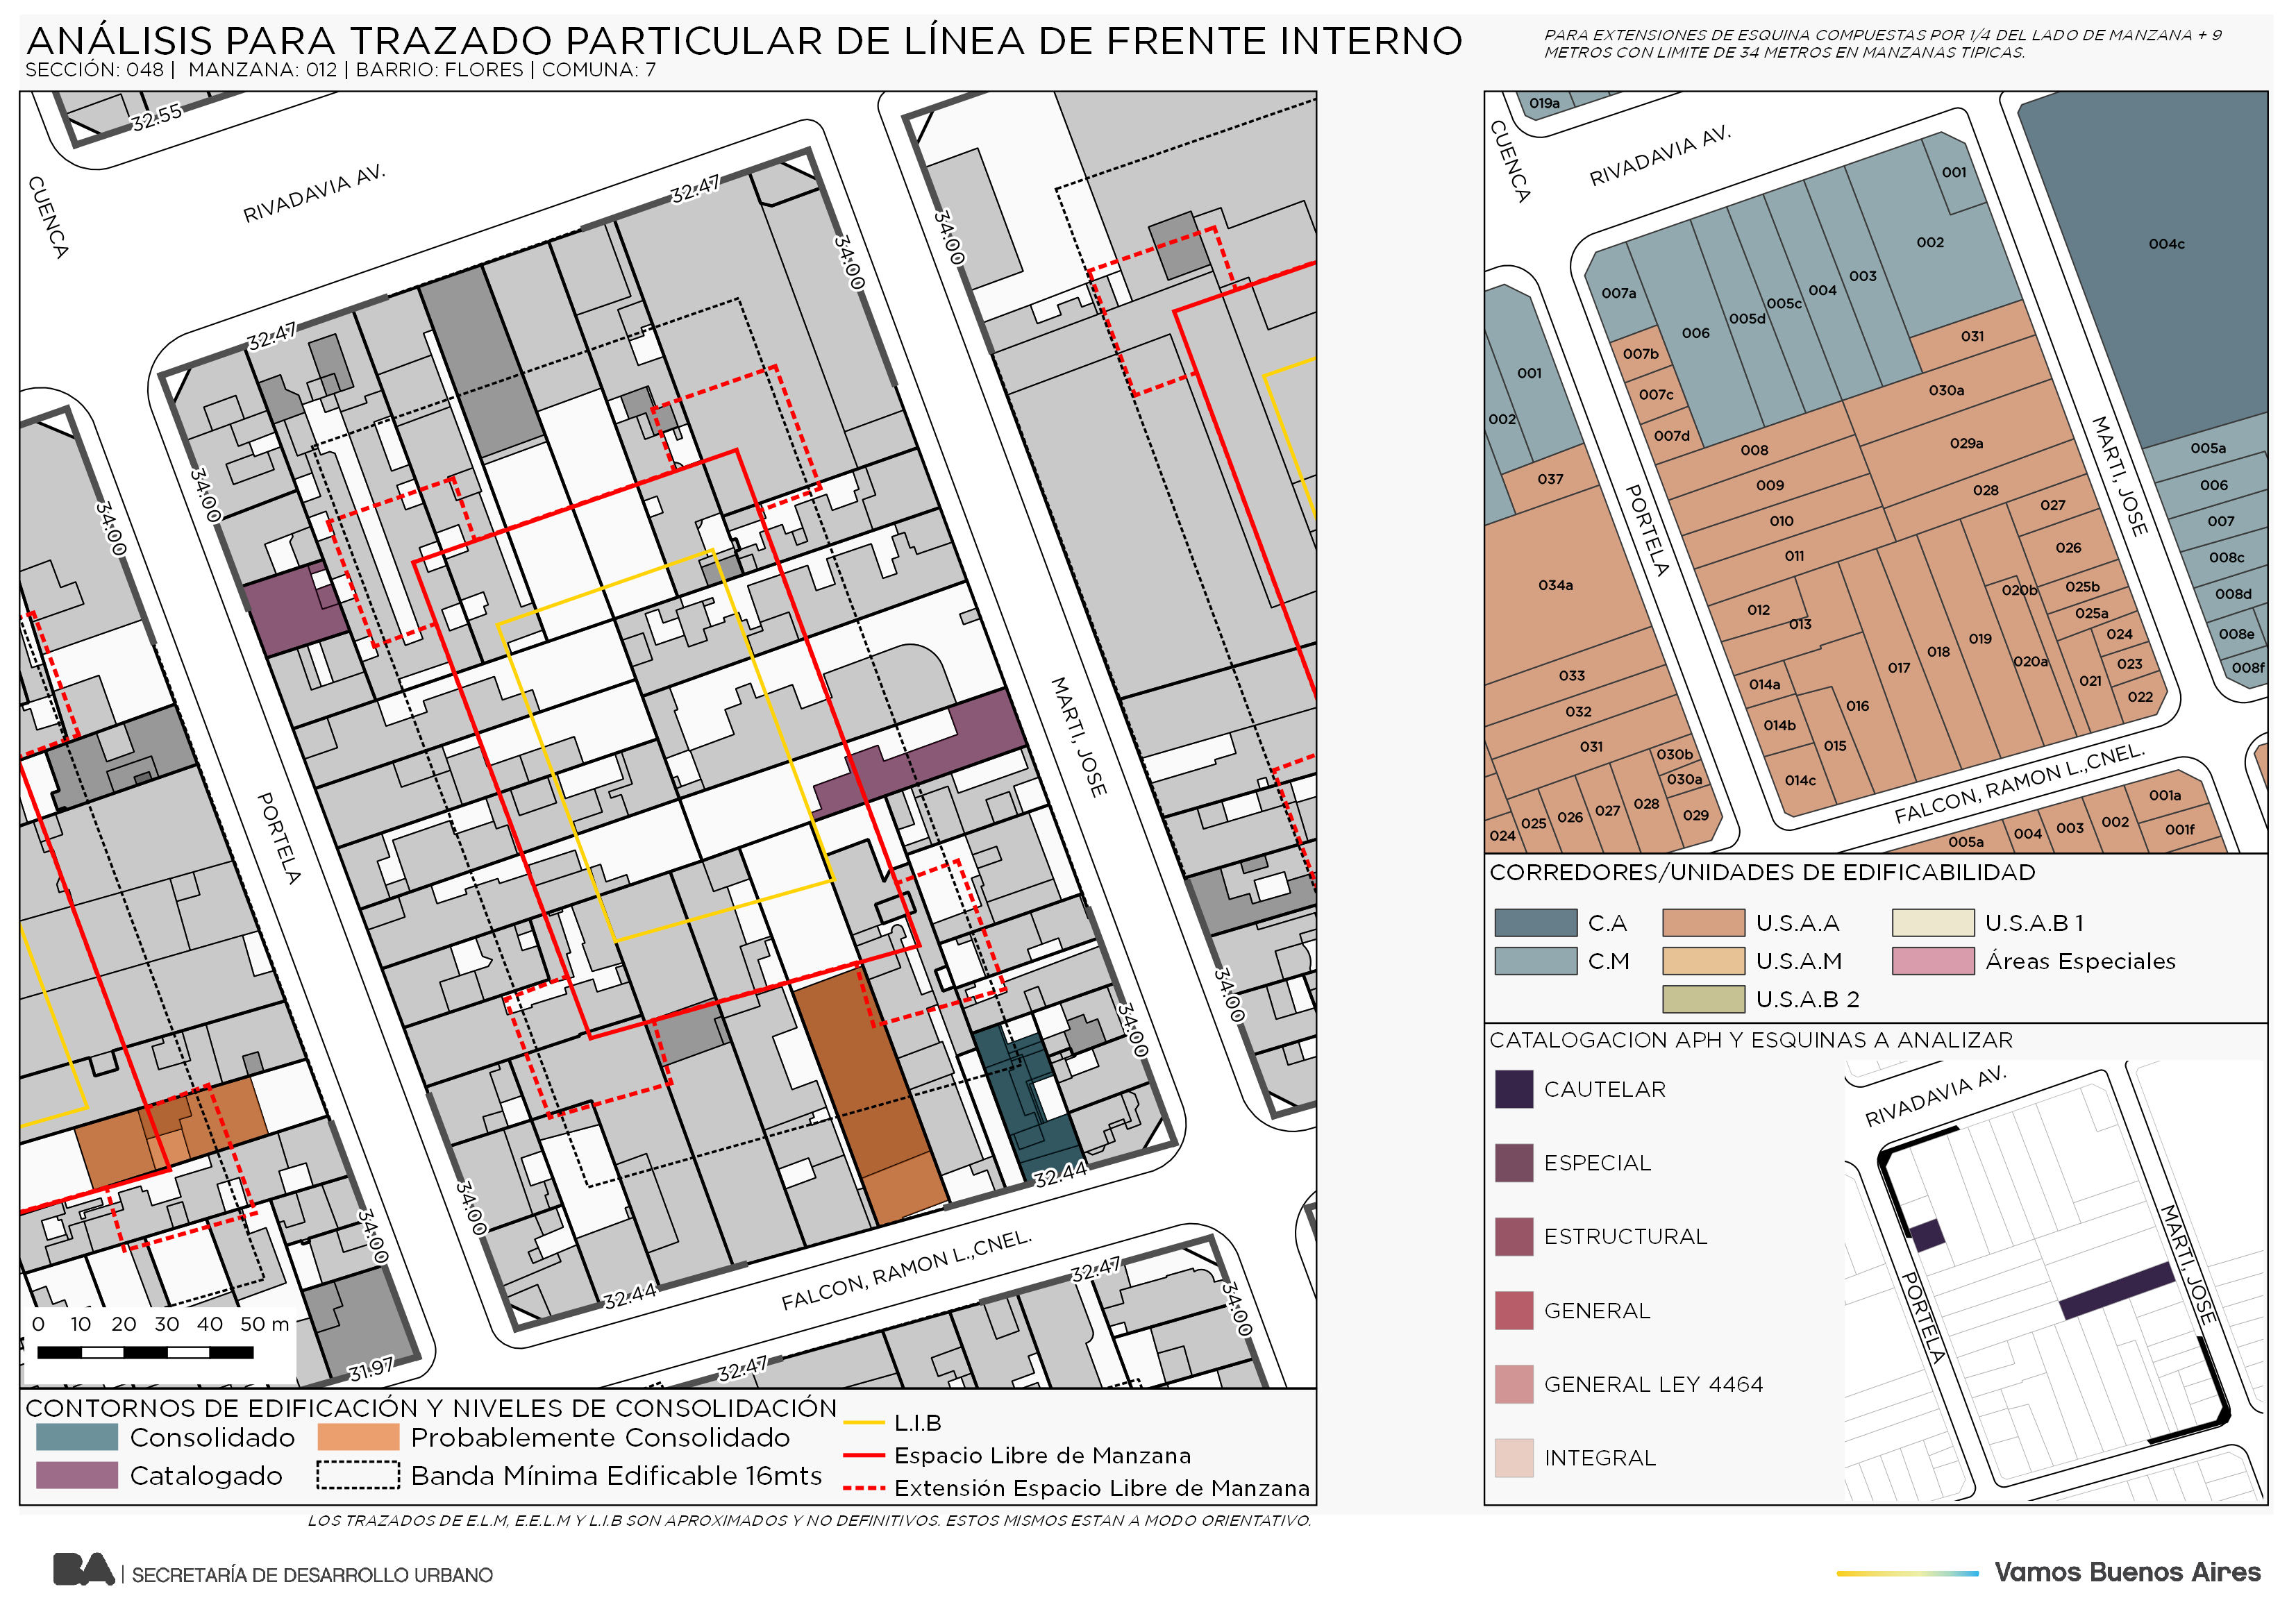 ANÁLISIS PARA TRAZADO PARTICULAR DE LÍNEA DE FRENTE INTERNO
SECCIÓN: 048 | MANZANA: 012 | BARRIO: FLORES | COMUNA: 7
PARA EXTENSIONES DE ESQUINA COMPUESTAS POR 1/4 DEL LADO DE MANZANA + 9
METROS CON LIMITE DE 34 METROS EN MANZANAS TIPICAS.
32.55
CUENCA
RIVADAVIA AV.
32.47
34.00
34.00
32.47
34.00
34.00
PORTELA
MARTI, JOSE
34.00
34.00
34.00
34.00
32.44
32.44
FALCON, RAMON L.,CNEL.
32.47
34.00
32.47
31.97
0 10 20 30 40 50 m
CONTORNOS DE EDIFICACIÓN Y NIVELES DE CONSOLIDACIÓN
Consolidado
Probablemente Consolidado
Catalogado
Banda Mínima Edificable 16mts
L.I.B
Espacio Libre de Manzana
Extensión Espacio Libre de Manzana
LOS TRAZADOS DE E.L.M, E.E.L.M Y L.I.B SON APROXIMADOS Y NO DEFINITIVOS. ESTOS MISMOS ESTAN A MODO ORIENTATIVO.
019a
CUENCA
RIVADAVIA AV.
001
004c
002
007a
003
004
005c
005d
006
031
007b
001
030a
007c
002
007d
029a
008
005a
037
009
028
006
027
010
007
026
011
008c
034a
025b
020b
008d
012
025a
013
024
008e
019
018
020a
023
008f
017
033
014a
021
022
016
032
014b
015
031
030b
014c
030a
PORTELA
MARTI, JOSE
FALCON, RAMON L.,CNEL.
024
025
026
027
028
029
001a
005a
004
003
002
001f
CORREDORES/UNIDADES DE EDIFICABILIDAD
C.A
U.S.A.A
U.S.A.B 1
C.M
U.S.A.M
Áreas Especiales
U.S.A.B 2
CATALOGACION APH Y ESQUINAS A ANALIZAR
CAUTELAR
ESPECIAL
ESTRUCTURAL
GENERAL
GENERAL LEY 4464
INTEGRAL
RIVADAVIA AV.
MARTI, JOSE
PORTELA
BA | SECRETARÍA DE DESARROLLO URBANO
Vamos Buenos Aires